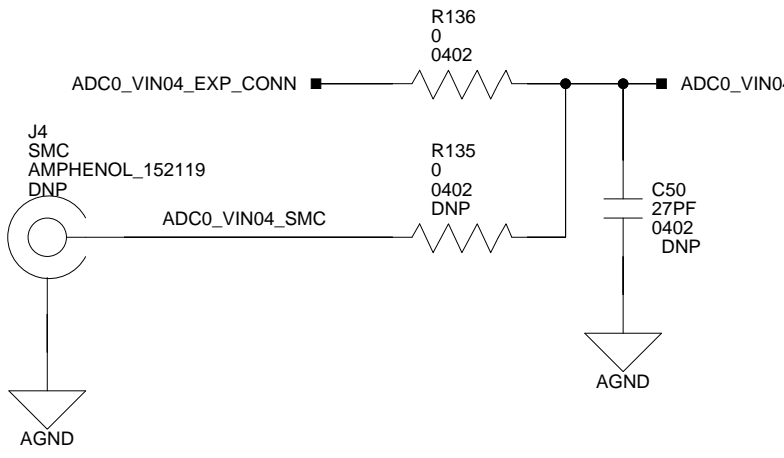 R136
0
0402
ADC0_VIN04_EXP_CONN
ADC0_VIN04
J4
SMC
AMPHENOL_152119
DNP
R135
0
0402
DNP
ADC0_VIN04_SMC
C50
27PF
0402
DNP
AGND
AGND